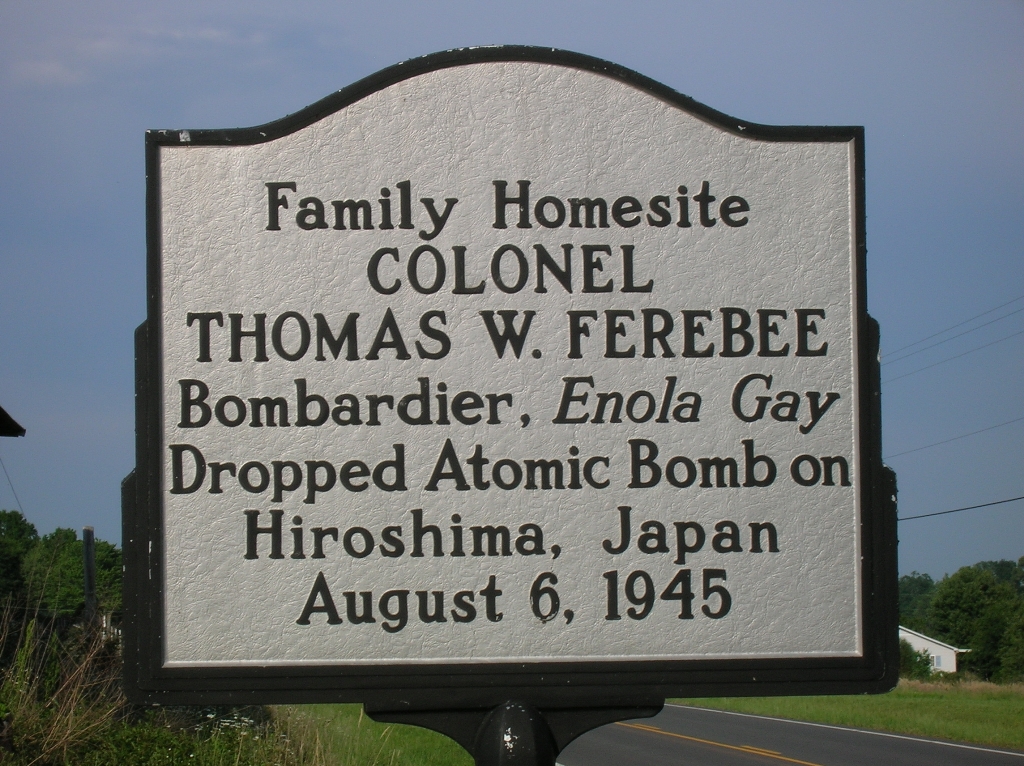 Family Homesite
COLONEL
THOMAS W. FEREBEE
Bombardier, Enola Gay
Dropped Atomic Bomb on
Hiroshima, Japan
August 6, 1945